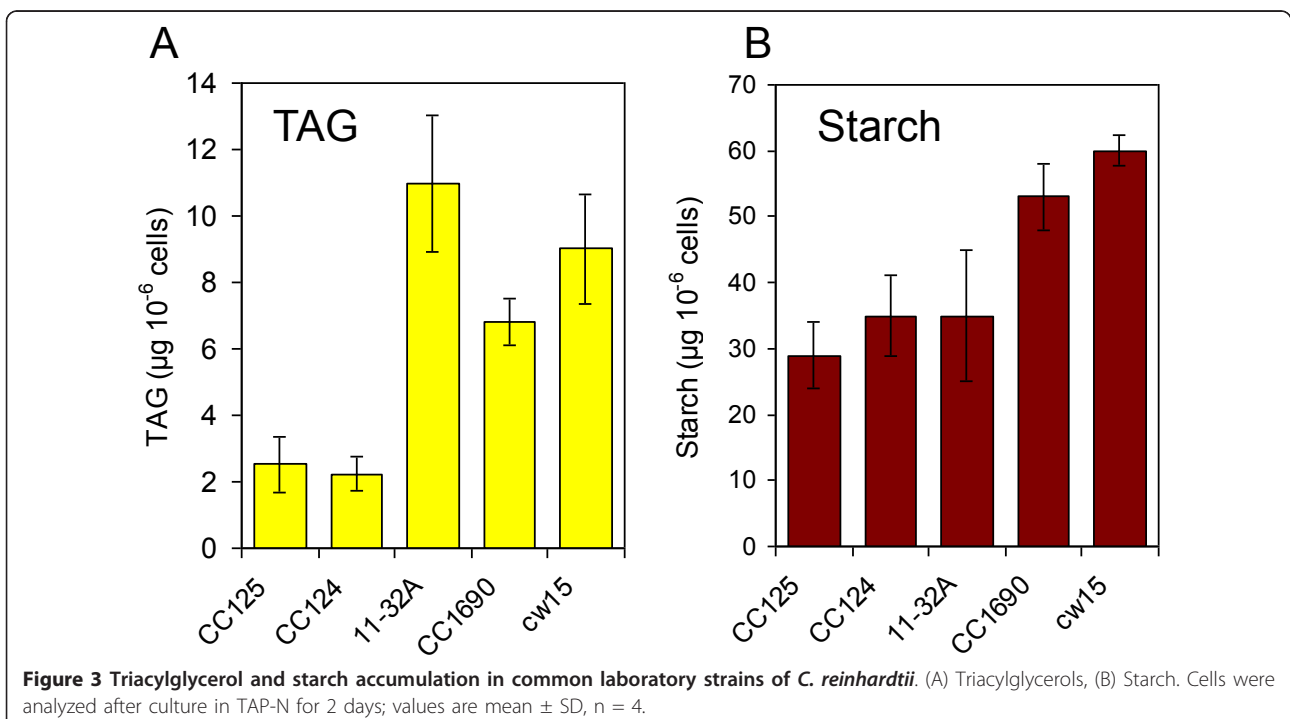 A
TAG
TAG (µg 10⁻⁶ cells)
14
12
10
8
6
4
2
0
CC125
CC124
11-32A
CC1690
cw15
B
Starch
Starch (µg 10⁻⁶ cells)
70
60
50
40
30
20
10
0
CC125
CC124
11-32A
CC1690
cw15
Figure 3 Triacylglycerol and starch accumulation in common laboratory strains of C. reinhardtii. (A) Triacylglycerols, (B) Starch. Cells were
analyzed after culture in TAP-N for 2 days; values are mean ± SD, n = 4.